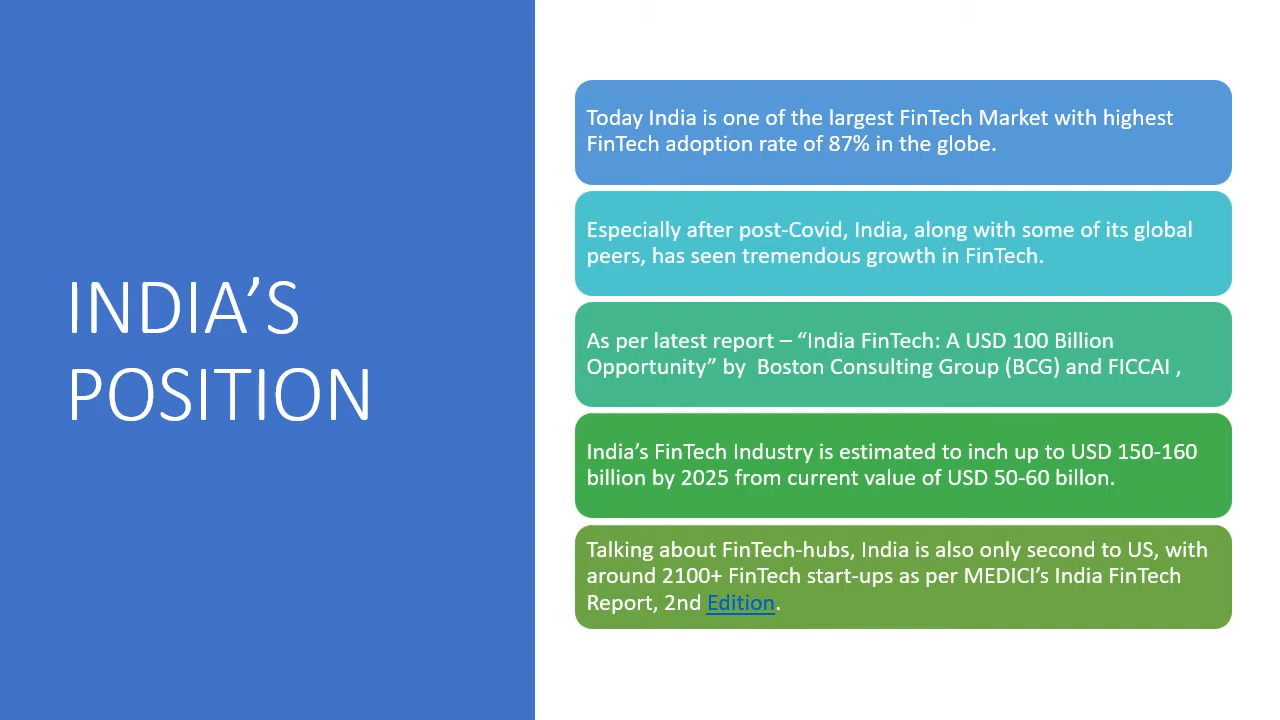 INDIA’S
POSITION
Today India is one of the largest FinTech Market with highest
FinTech adoption rate of 87% in the globe.
Especially after post-Covid, India, along with some of its global
peers, has seen tremendous growth in FinTech.
As per latest report – “India FinTech: A USD 100 Billion
Opportunity” by  Boston Consulting Group (BCG) and FICCAI ,
India’s FinTech Industry is estimated to inch up to USD 150-160
billion by 2025 from current value of USD 50-60 billon.
Talking about FinTech-hubs, India is also only second to US, with
around 2100+ FinTech start-ups as per MEDICI’s India FinTech
Report, 2nd Edition.